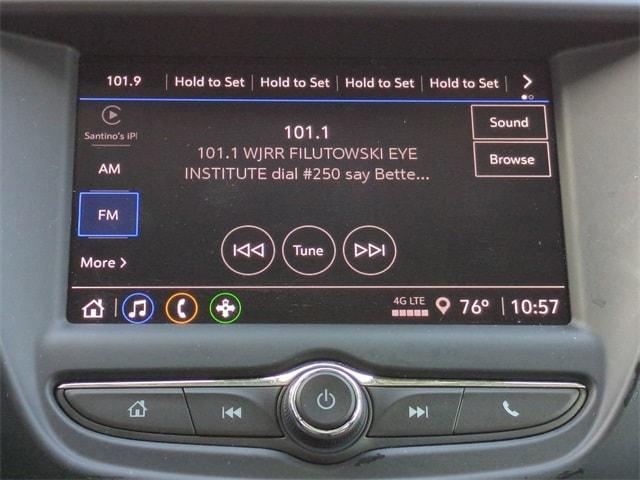 101.9 Hold to Set Hold to Set Hold to Set Hold to Set
Santino's iPl
Sound
101.1
101.1 WJRR FILUTOWSKI EYE
INSTITUTE dial #250 say Bette...
AM
Browse
FM
Tune
More
4G LTE
76° 10:57